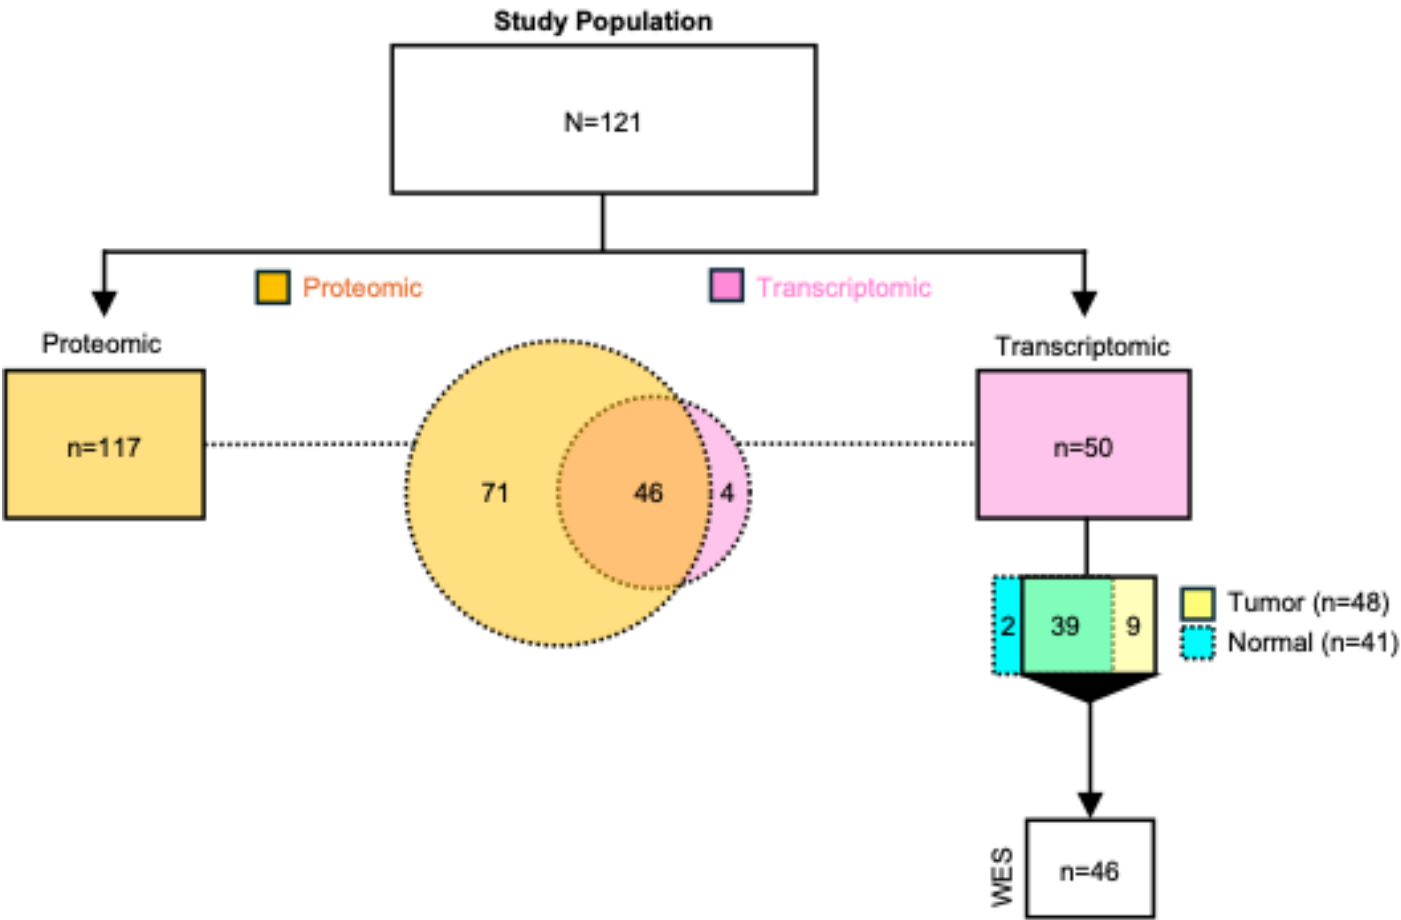 Study Population
N=121
Proteomic
Transcriptomic
Proteomic
Transcriptomic
n=117
n=50
71
46
4
2
39
9
Tumor (n=48)
Normal (n=41)
WES
n=46